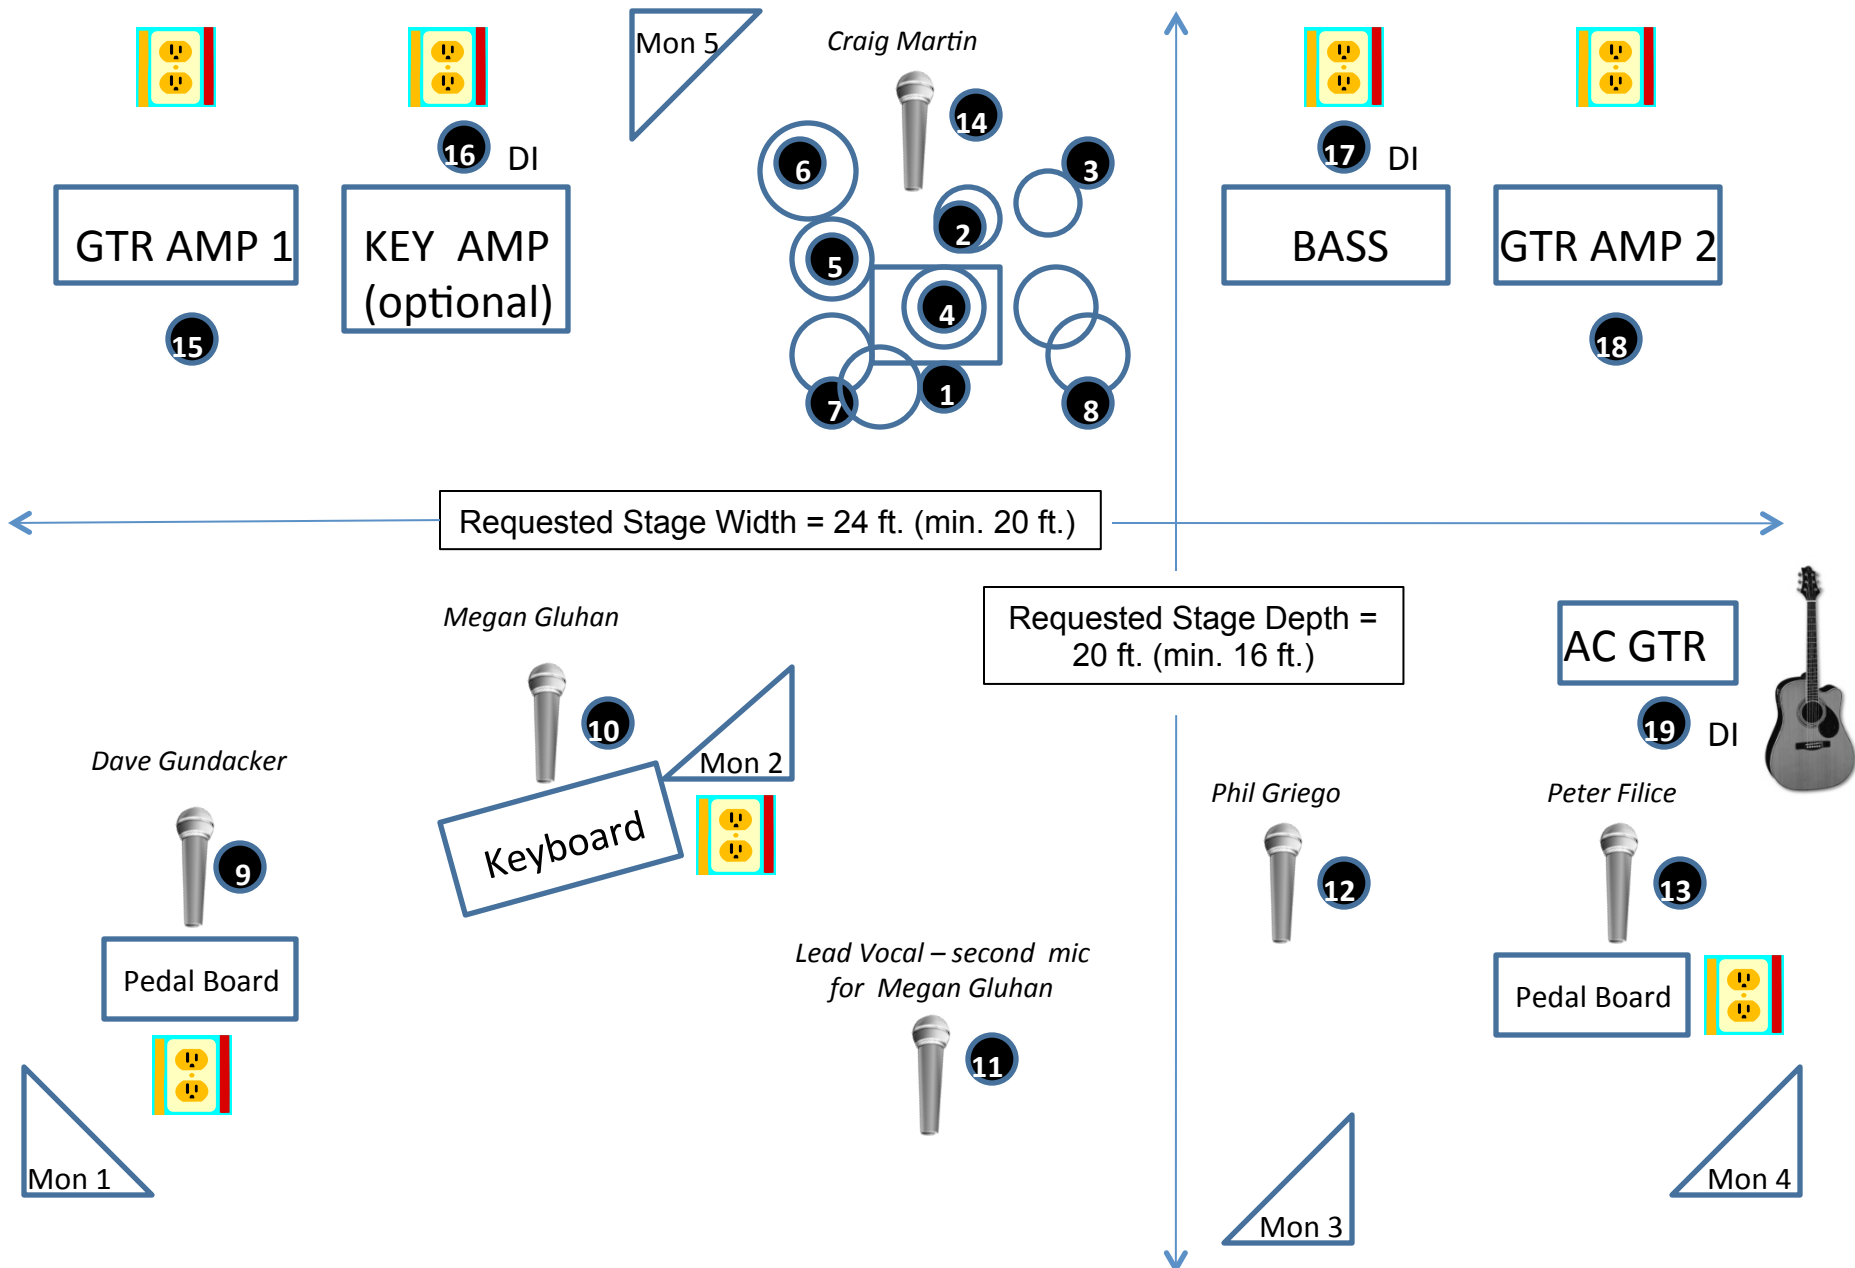 Mon 5
Craig Martin
14
16 DI
6
3
17 DI
2
GTR AMP 1
KEY AMP
(optional)
5
BASS
GTR AMP 2
4
15
18
1
7
8
Requested Stage Width = 24 ft. (min. 20 ft.)
Requested Stage Depth =
20 ft. (min. 16 ft.)
Megan Gluhan
AC GTR
10
19 DI
Dave Gundacker
Mon 2
Phil Griego
Peter Filice
Keyboard
9
12
13
Lead Vocal – second mic
for Megan Gluhan
Pedal Board
Pedal Board
11
Mon 1
Mon 4
Mon 3